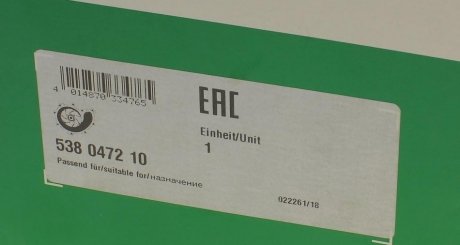 4 014870 334765
EAC
Einheit/Unit
1
538 0472 10
Passend für/suitable for/назначение
022261/18